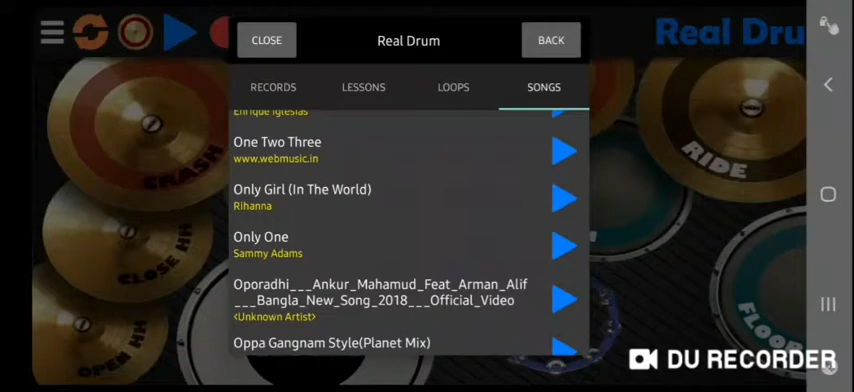 CLOSE
Real Drum
BACK
Real Dru
RECORDS
LESSONS
LOOPS
SONGS
Enrique Iglesias
One Two Three
www.webmusic.in
Only Girl (In The World)
Rihanna
Only One
Sammy Adams
Oporadhi___Ankur_Mahamud_Feat_Arman_Alif
___Bangla_New_Song_2018___Official_Video
<Unknown Artist>
Oppa Gangnam Style(Planet Mix)
CRASH
RIDE
CLOSE HH
OPEN HH
FLOOR
DU RECORDER